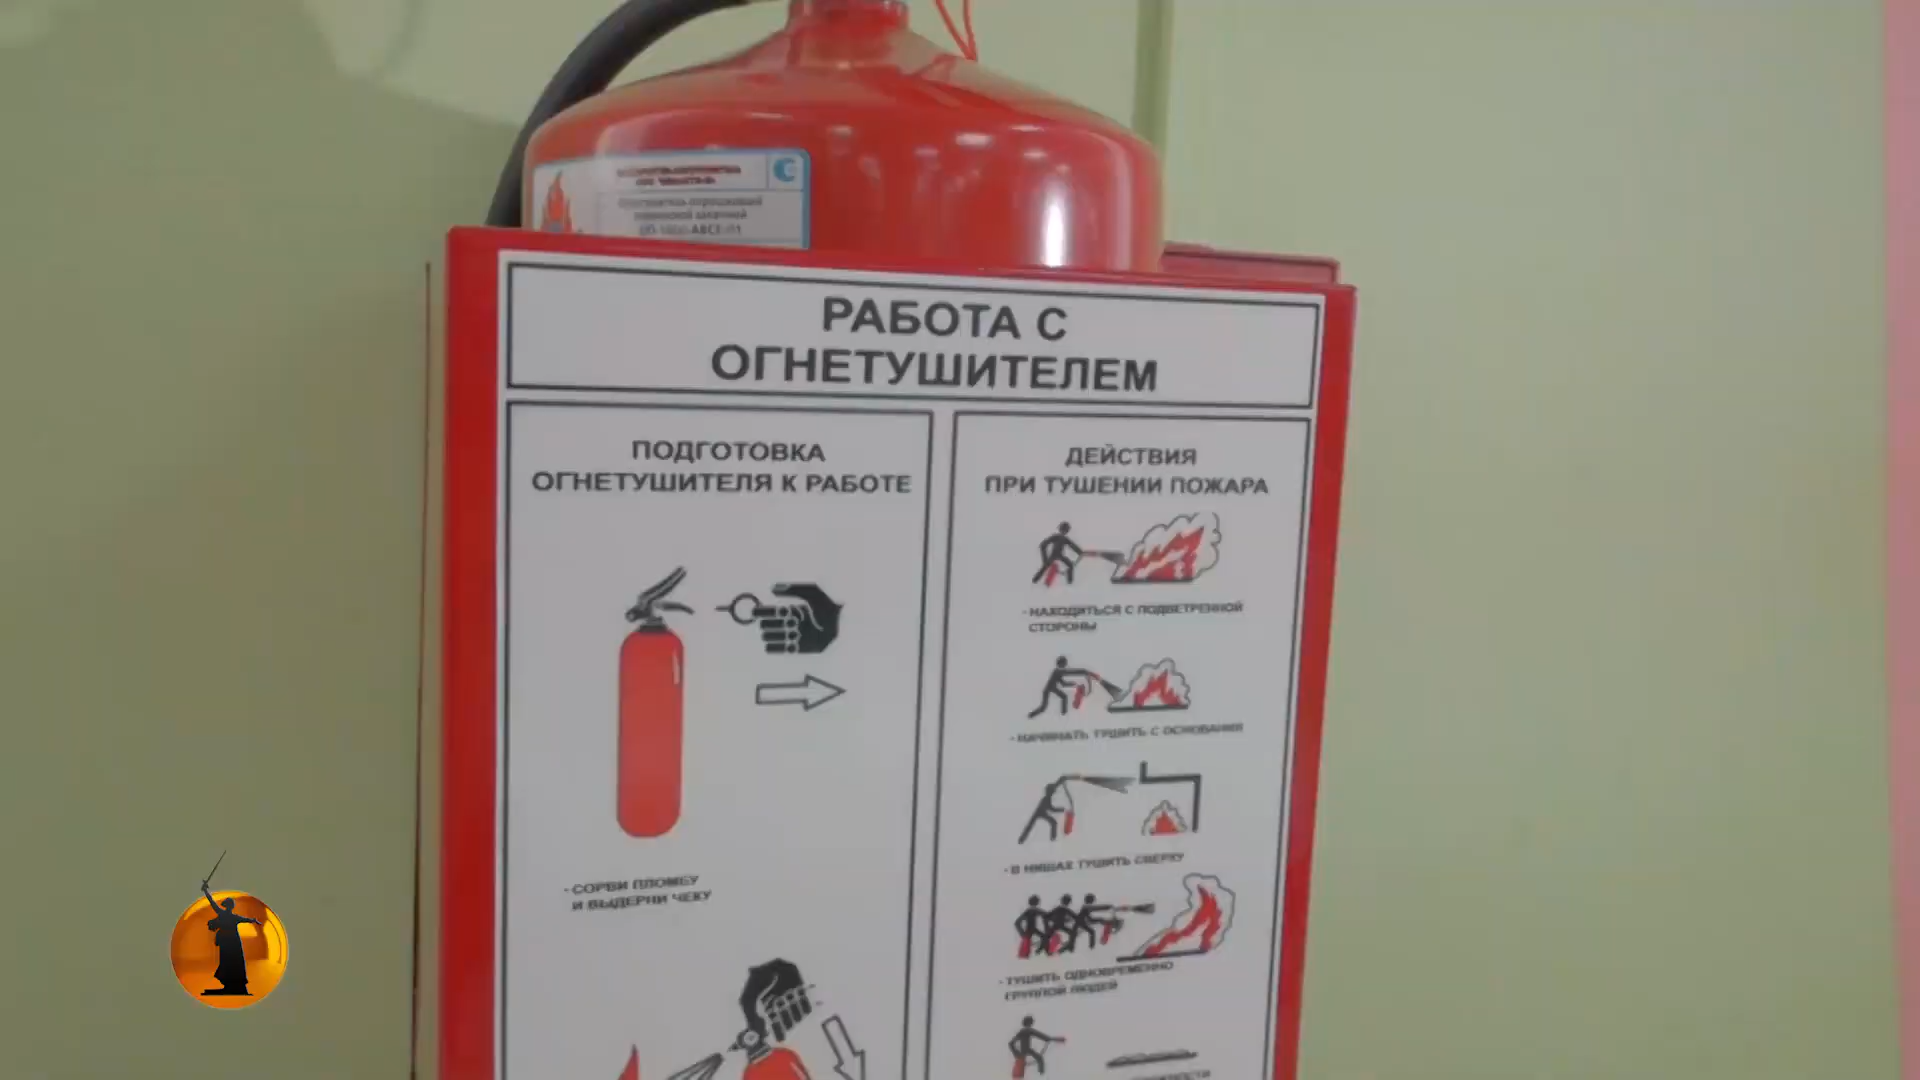 РАБОТА С
ОГНЕТУШИТЕЛЕМ
ПОДГОТОВКА
ОГНЕТУШИТЕЛЯ К РАБОТЕ
- СОРВИ ПЛОМБУ
И ВЫДЕРНИ ЧЕКУ
ДЕЙСТВИЯ
ПРИ ТУШЕНИИ ПОЖАРА
- НАХОДИТЬСЯ С ПОДВЕТРЕННОЙ
СТОРОНЫ
- НАЧИНАТЬ ТУШИТЬ С ОСНОВАНИЯ
- В НИШАХ ТУШИТЬ СВЕРХУ
- ТУШИТЬ ОДНОВРЕМЕННО
ГРУППОЙ ЛЮДЕЙ